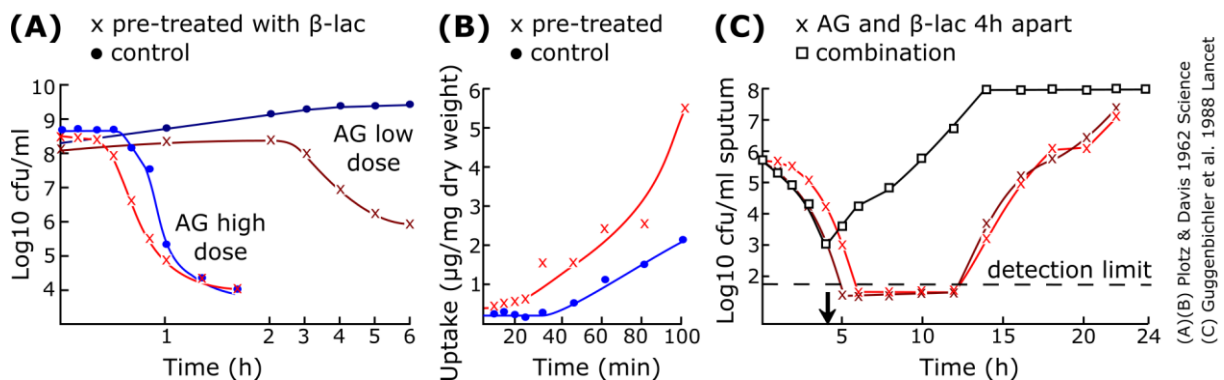 (A)
x pre-treated with β-lac
● control
Log10 cfu/ml
10
9
8
7
6
5
4
AG low
dose
AG high
dose
1
2
3
4
5
6
Time (h)
(B)
x pre-treated
● control
Uptake (µg/mg dry weight)
6
5
4
3
2
1
20
40
60
80
100
Time (min)
(C)
x AG and β-lac 4h apart
□ combination
Log10 cfu/ml sputum
8
7
6
5
4
3
2
detection limit
5
10
15
20
24
Time (h)
(A)(B) Plotz & Davis 1962 Science
(C) Guggenbichler et al. 1988 Lancet